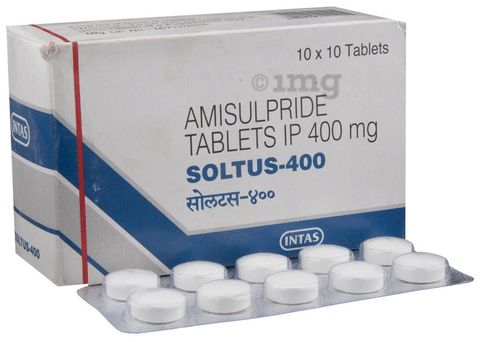 10 x 10 Tablets
©1mg
AMISULPRIDE
TABLETS IP 400 mg
SOLTUS-400
सोलटस-४००
INTAS
INTAS
SOLTUS-400